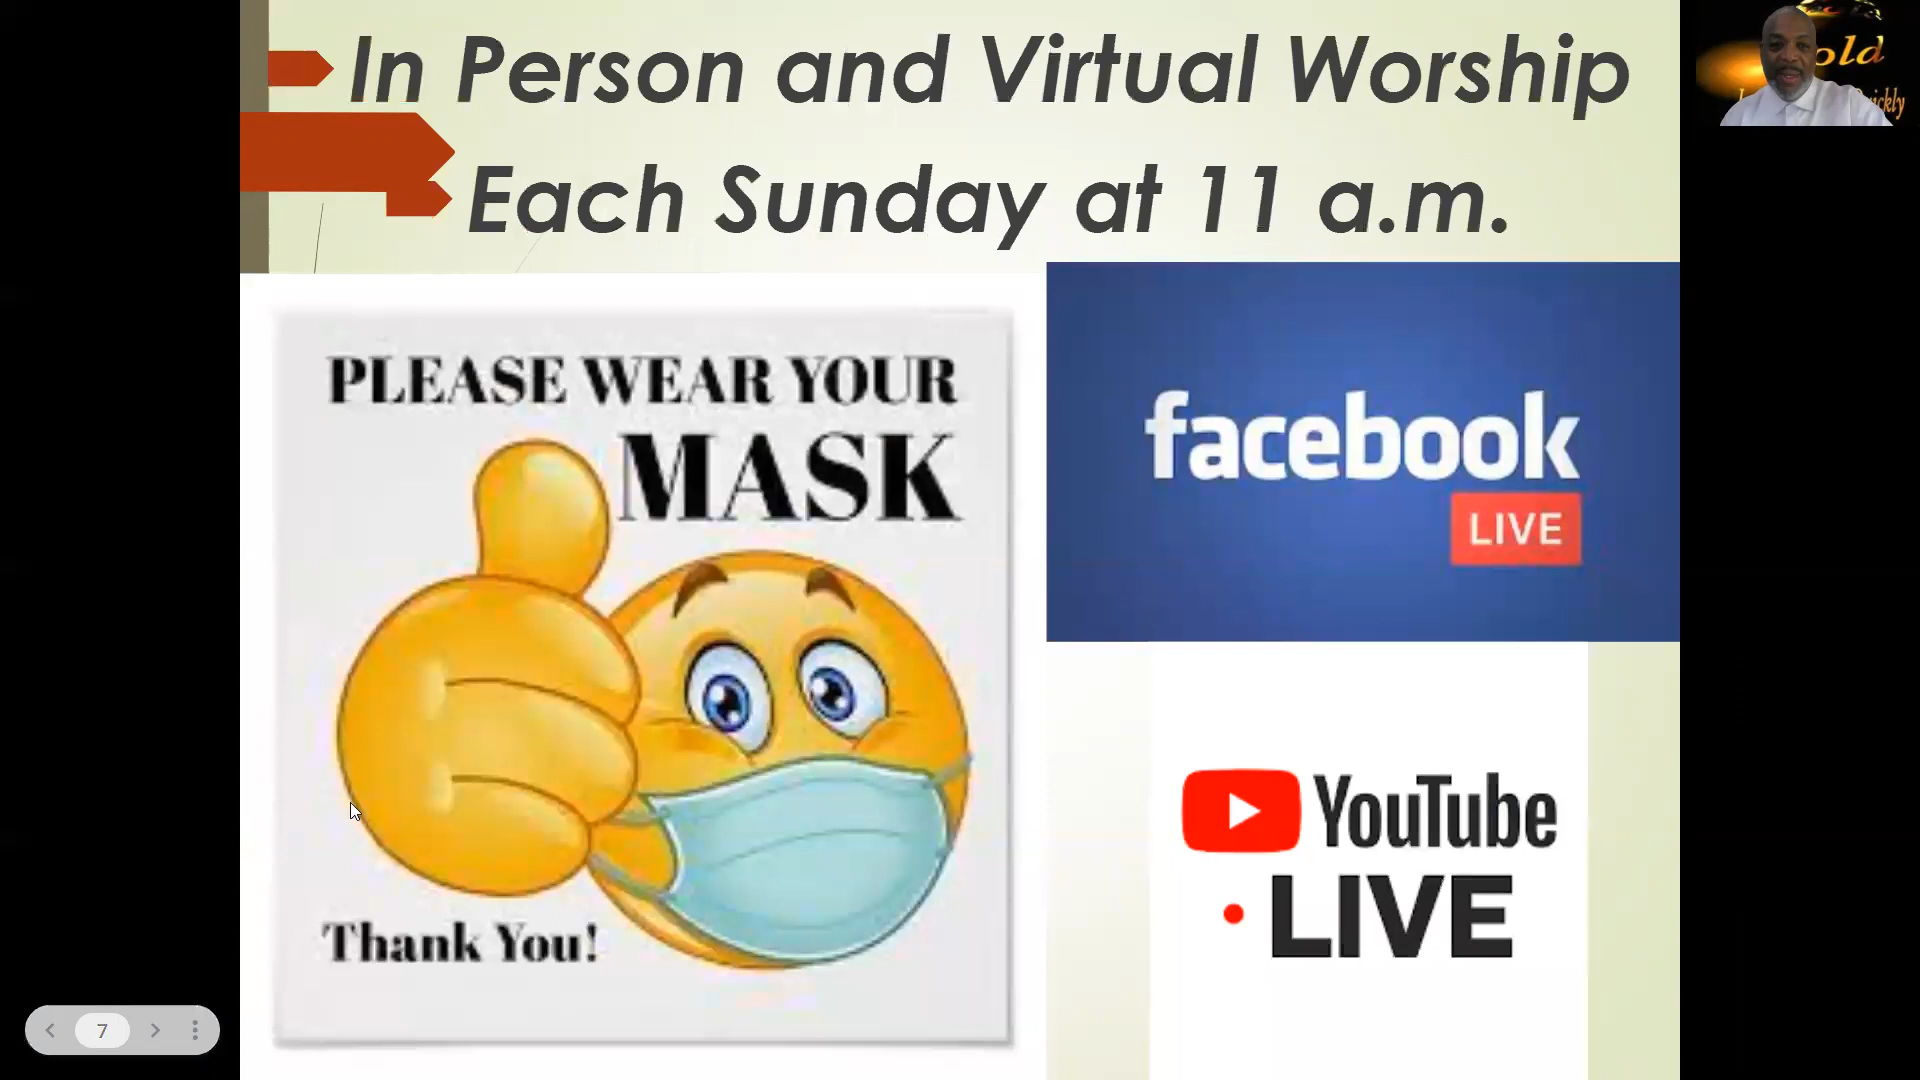 In Person and Virtual Worship
Each Sunday at 11 a.m.
PLEASE WEAR YOUR
MASK
Thank You!
facebook
LIVE
YouTube
LIVE
7